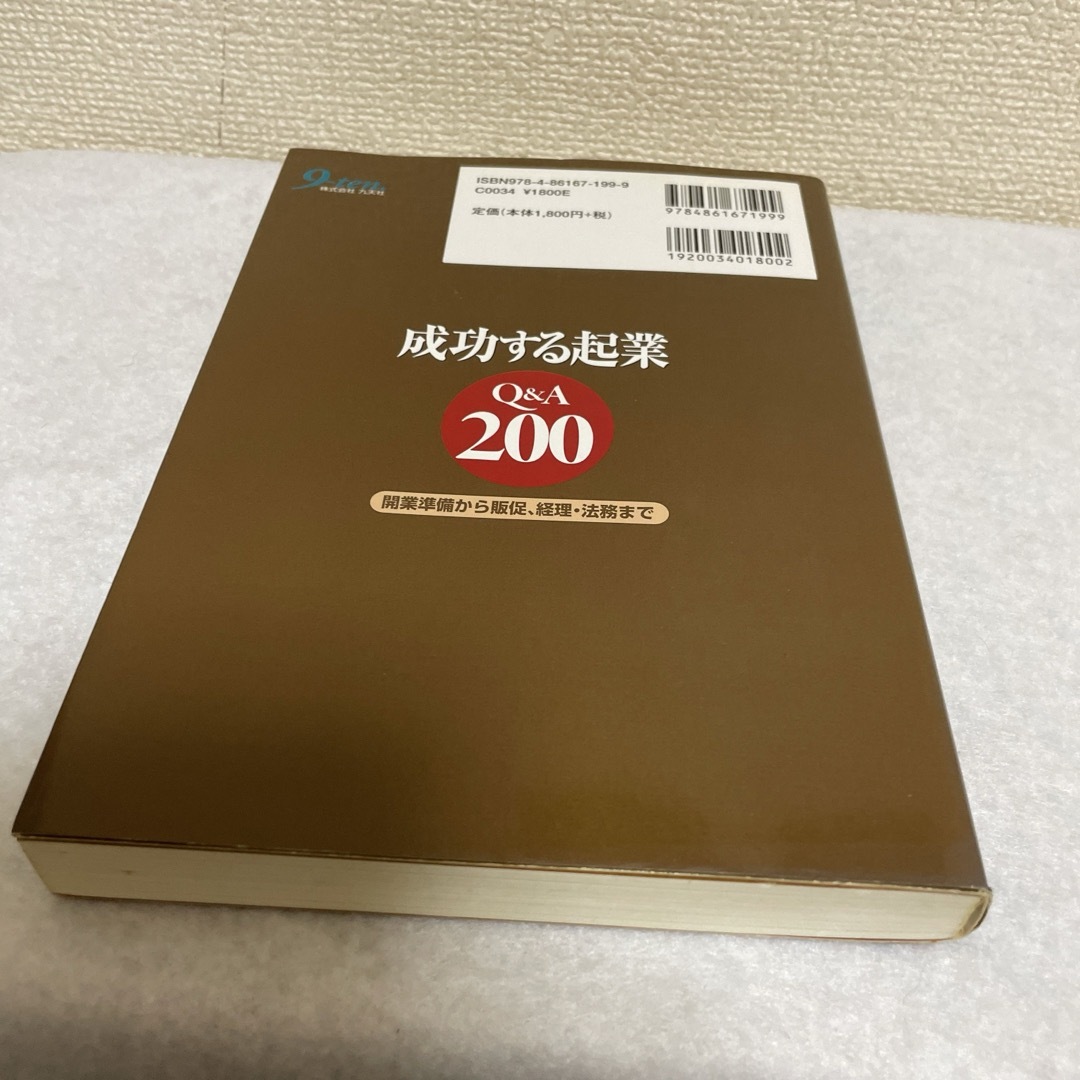 9-ten.
株式会社 九天社
ISBN978-4-86167-199-9
C0034 ¥1800E
定価(本体1,800円+税)
9784861671999
1920034018002
成功する起業
Q&A
200
開業準備から販促、経理・法務まで